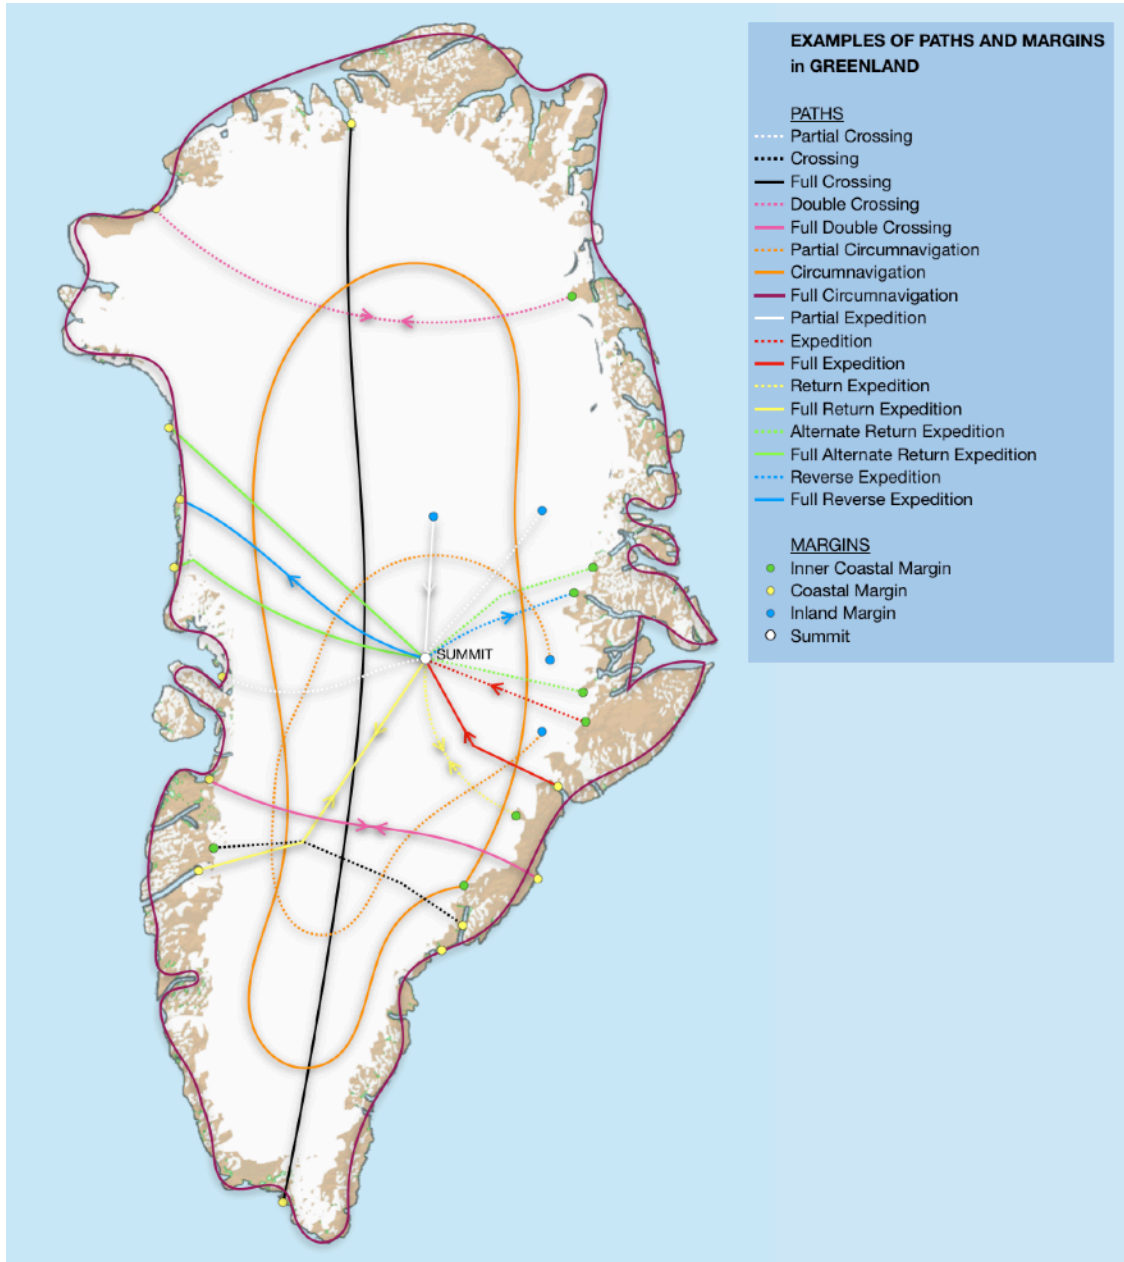 EXAMPLES OF PATHS AND MARGINS
in GREENLAND
PATHS
Partial Crossing
Crossing
Full Crossing
Double Crossing
Full Double Crossing
Partial Circumnavigation
Circumnavigation
Full Circumnavigation
Partial Expedition
Expedition
Full Expedition
Return Expedition
Full Return Expedition
Alternate Return Expedition
Full Alternate Return Expedition
Reverse Expedition
Full Reverse Expedition
MARGINS
Inner Coastal Margin
Coastal Margin
Inland Margin
Summit
SUMMIT